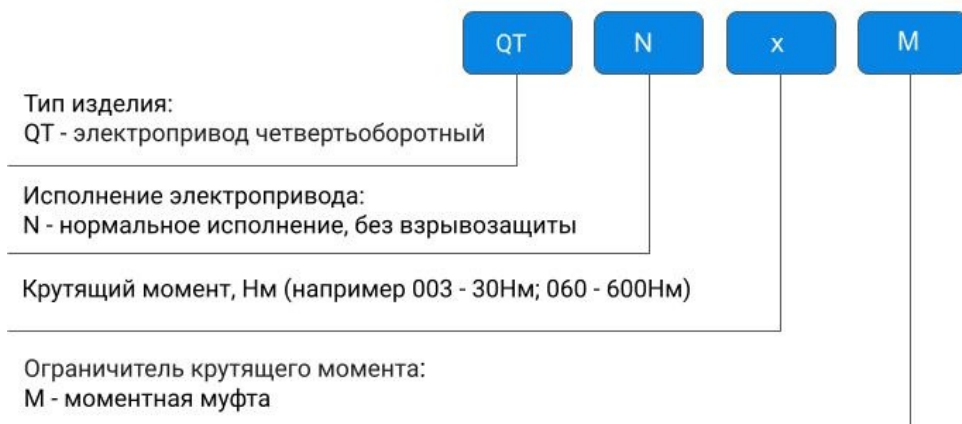 QT N x M
Тип изделия:
QT - электропривод четвертьоборотный
Исполнение электропривода:
N - нормальное исполнение, без взрывозащиты
Крутящий момент, Нм (например 003 - 30Нм; 060 - 600Нм)
Ограничитель крутящего момента:
M - моментная муфта